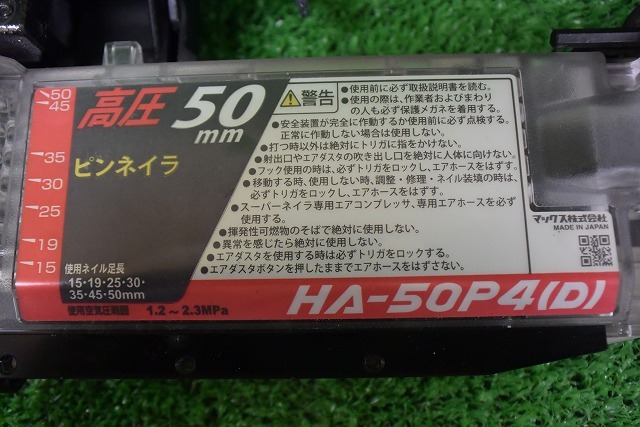 50
45
35
30
25
19
15
高圧 50mm
ピンネイラ
使用ネイル足長
15・19・25・30・
35・45・50mm
使用空気圧範囲 1.2～2.3MPa
警告
●使用前に必ず取扱説明書を読む。
●使用の際は、作業者およびまわり
の人も必ず保護メガネを着用する。
●安全装置が完全に作動するか使用前に必ず点検する。
正常に作動しない場合は使用しない。
●打つ時以外は絶対にトリガに指をかけない。
●射出口やエアダスタの吹き出し口を絶対に人体に向けない。
●フック使用の時は、必ずトリガをロックし、エアホースをはずす。
●移動する時、使用しない時、調整・修理・ネイル装填の時は、
必ずトリガをロックし、エアホースをはずす。
●スーパーネイラ専用エアコンプレッサ、専用エアホースを必ず
使用する。
●揮発性可燃物のそばで絶対に使用しない。
●異常を感じたら絶対に使用しない。
●エアダスタを使用する時は必ずトリガをロックする。
●エアダスタボタンを押したままでエアホースをはずさない。
マックス株式会社
MADE IN JAPAN
HA-50P4(D)